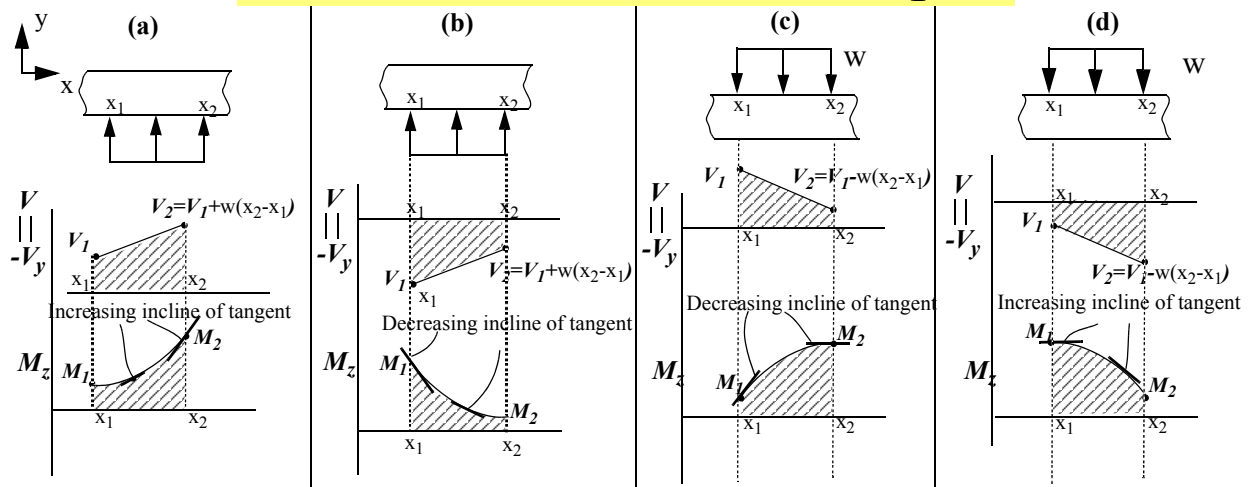 (a)
y
x
x1 x2
V = -Vy
V2=V1+w(x2-x1)
V1
x1 x2
Increasing incline of tangent
M2
Mz
M1
x1 x2
(b)
x1 x2
V = -Vy
x1 x2
V1
V2=V1+w(x2-x1)
x1
Decreasing incline of tangent
M1
M2
x1 x2
(c)
w
x1 x2
V = -Vy
V1
V2=V1-w(x2-x1)
x1 x2
Decreasing incline of tangent
Mz
M1
x1 x2
(d)
w
x1 x2
V = -Vy
x1 x2
V1
V2=V1-w(x2-x1)
Increasing incline of tangent
M1
Mz
M2
x1 x2